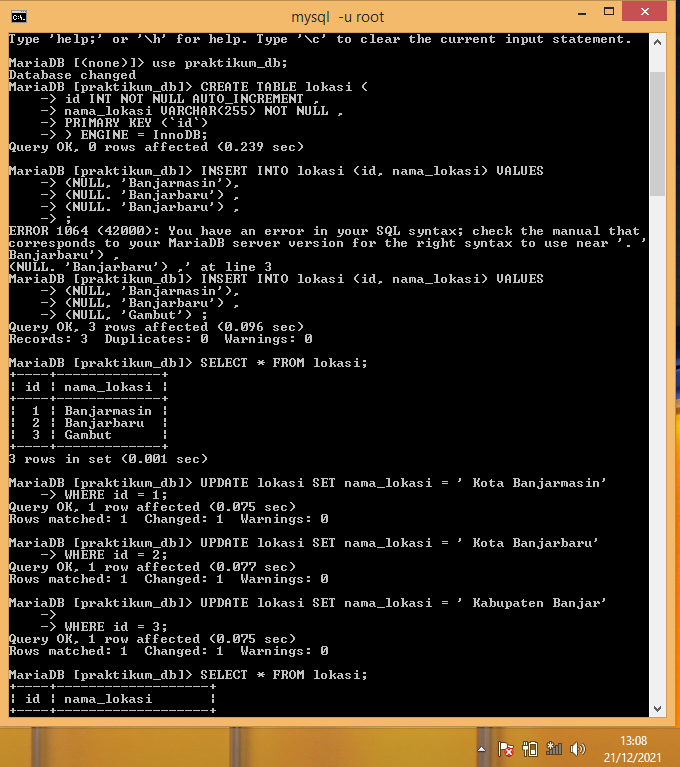 mysql  -u root
Type 'help;' or '\h' for help. Type '\c' to clear the current input statement.
MariaDB [(none)]> use praktikum_db;
Database changed
MariaDB [praktikum_db]> CREATE TABLE lokasi (
    -> id INT NOT NULL AUTO_INCREMENT ,
    -> nama_lokasi VARCHAR(255) NOT NULL ,
    -> PRIMARY KEY (`id`)
    -> ) ENGINE = InnoDB;
Query OK, 0 rows affected (0.239 sec)
MariaDB [praktikum_db]> INSERT INTO lokasi (id, nama_lokasi) VALUES
    -> (NULL, 'Banjarmasin'),
    -> (NULL. 'Banjarbaru') ,
    -> (NULL. 'Banjarbaru') ,
    -> ;
ERROR 1064 (42000): You have an error in your SQL syntax; check the manual that
corresponds to your MariaDB server version for the right syntax to use near '. '
Banjarbaru') ,
(NULL. 'Banjarbaru') ,' at line 3
MariaDB [praktikum_db]> INSERT INTO lokasi (id, nama_lokasi) VALUES
    -> (NULL, 'Banjarmasin'),
    -> (NULL, 'Banjarbaru') ,
    -> (NULL, 'Gambut') ;
Query OK, 3 rows affected (0.096 sec)
Records: 3  Duplicates: 0  Warnings: 0
MariaDB [praktikum_db]> SELECT * FROM lokasi;
+----+-------------+
| id | nama_lokasi |
+----+-------------+
|  1 | Banjarmasin |
|  2 | Banjarbaru  |
|  3 | Gambut      |
+----+-------------+
3 rows in set (0.001 sec)
MariaDB [praktikum_db]> UPDATE lokasi SET nama_lokasi = ' Kota Banjarmasin'
    -> WHERE id = 1;
Query OK, 1 row affected (0.075 sec)
Rows matched: 1  Changed: 1  Warnings: 0
MariaDB [praktikum_db]> UPDATE lokasi SET nama_lokasi = ' Kota Banjarbaru'
    -> WHERE id = 2;
Query OK, 1 row affected (0.077 sec)
Rows matched: 1  Changed: 1  Warnings: 0
MariaDB [praktikum_db]> UPDATE lokasi SET nama_lokasi = ' Kabupaten Banjar'
    ->
    -> WHERE id = 3;
Query OK, 1 row affected (0.075 sec)
Rows matched: 1  Changed: 1  Warnings: 0
MariaDB [praktikum_db]> SELECT * FROM lokasi;
+----+-------------------+
| id | nama_lokasi       |
+----+-------------------+
13:08
21/12/2021